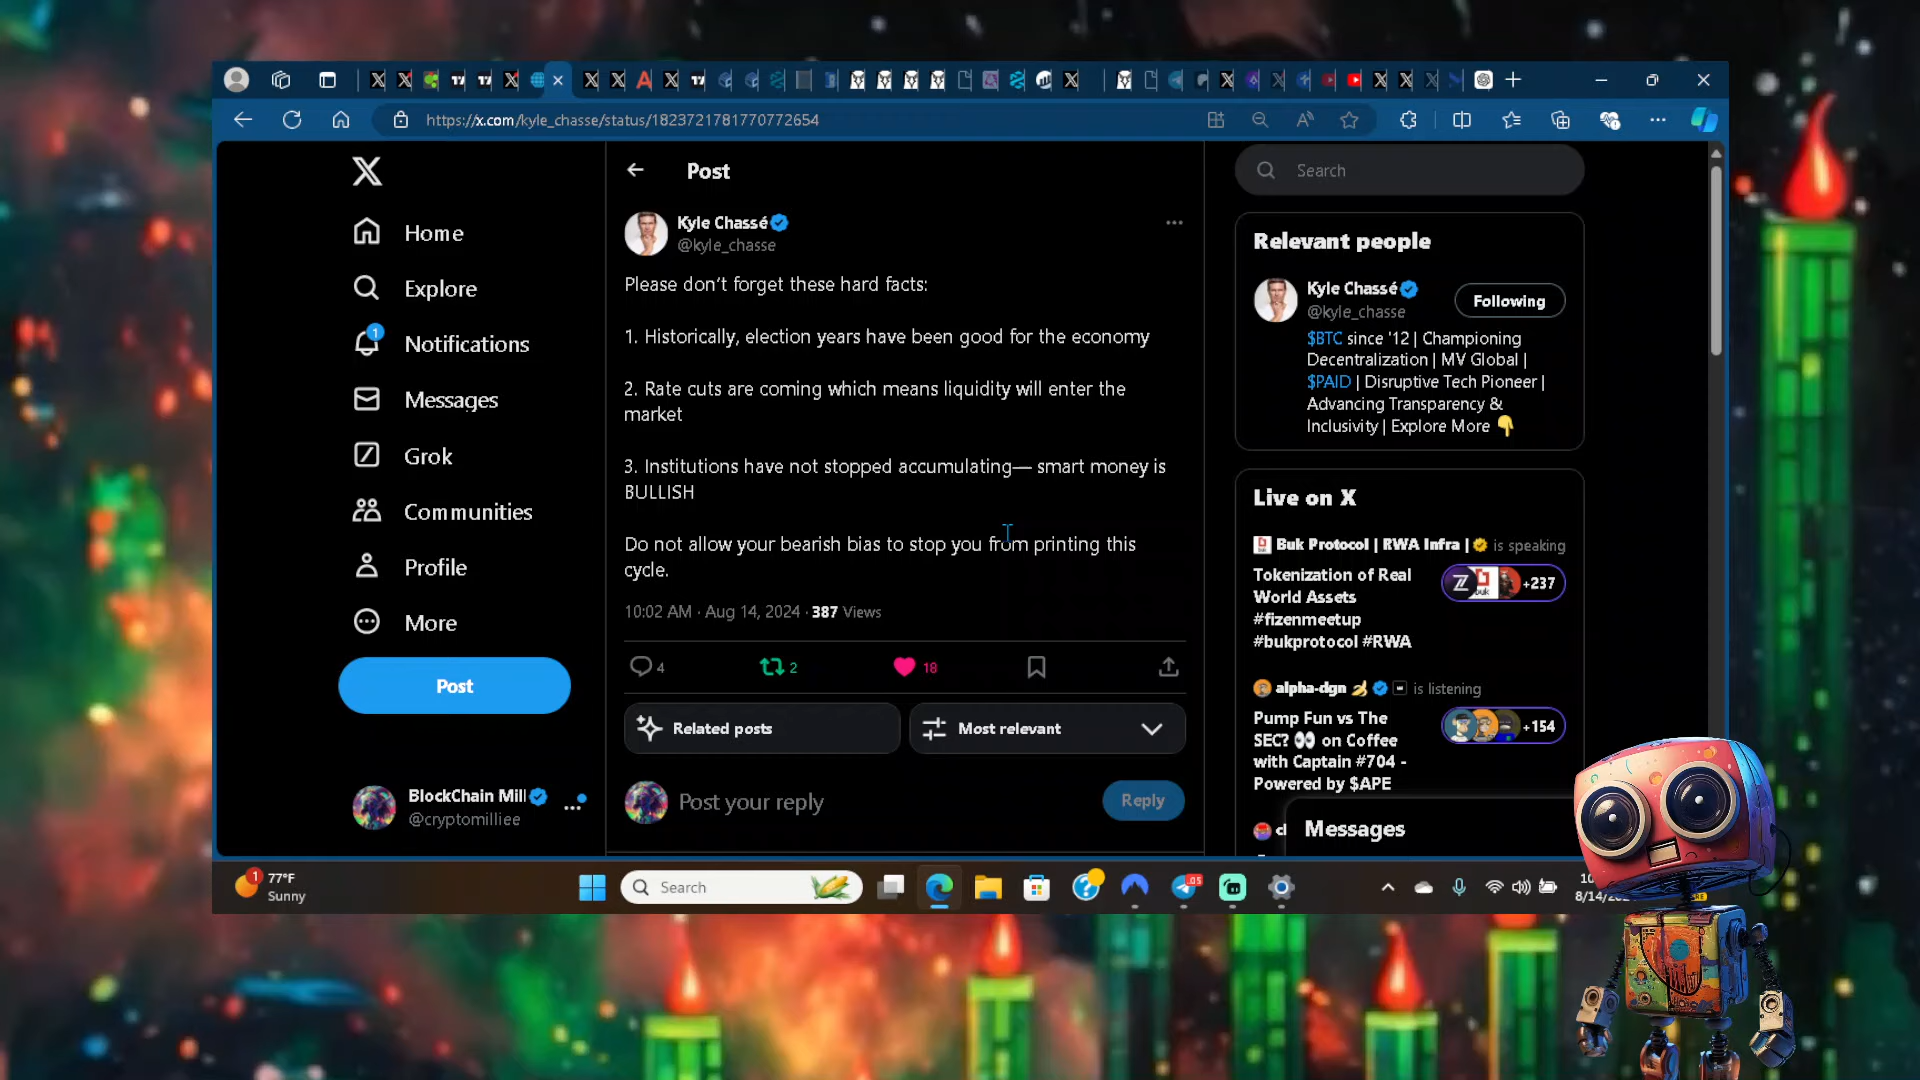 https://x.com/kyle_chasse/status/1823721781770772654
Home
Explore
1
Notifications
Messages
Grok
Communities
Profile
More
Post
BlockChain Mill
@cryptomilliee
Post
Kyle Chassé
@kyle_chasse
Please don’t forget these hard facts:
1. Historically, election years have been good for the economy
2. Rate cuts are coming which means liquidity will enter the
market
3. Institutions have not stopped accumulating— smart money is
BULLISH
Do not allow your bearish bias to stop you from printing this
cycle.
10:02 AM · Aug 14, 2024 · 387 Views
4
2
18
Related posts
Most relevant
Post your reply
Reply
Search
Relevant people
Kyle Chassé
@kyle_chasse
Following
$BTC since '12 | Championing
Decentralization | MV Global |
$PAID | Disruptive Tech Pioneer |
Advancing Transparency &
Inclusivity | Explore More
Live on X
Buk Protocol | RWA Infra | is speaking
Tokenization of Real
World Assets
#fizenmeetup
#bukprotocol #RWA
+237
alpha-dgn is listening
Pump Fun vs The
SEC? 👀 on Coffee
with Captain #704 -
Powered by $APE
+154
Messages
1
77°F
Sunny
Search